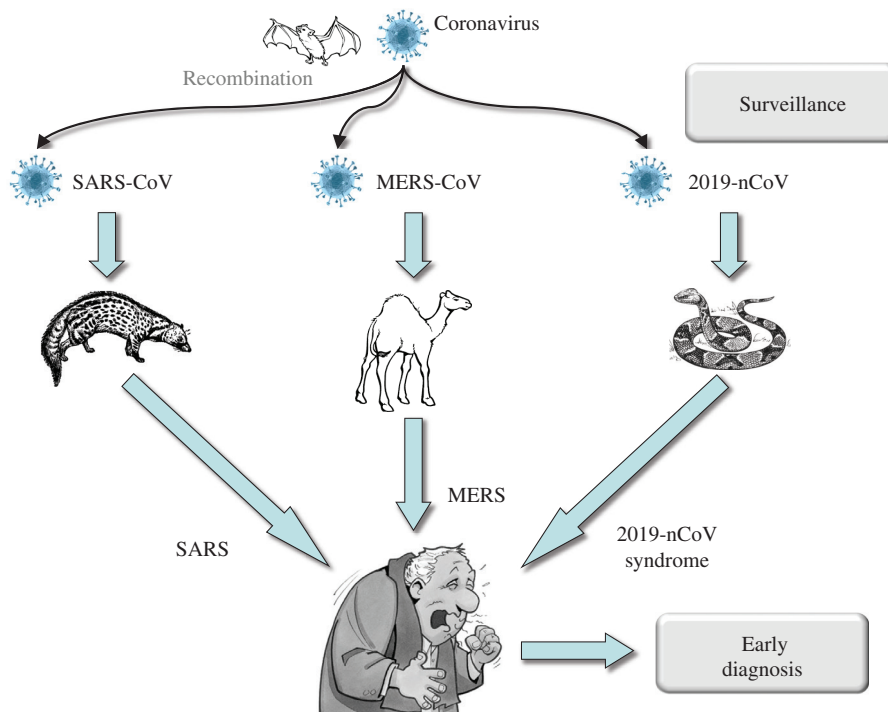 Coronavirus
Recombination
Surveillance
SARS-CoV
MERS-CoV
2019-nCoV
MERS
SARS
2019-nCoV
syndrome
Early
diagnosis